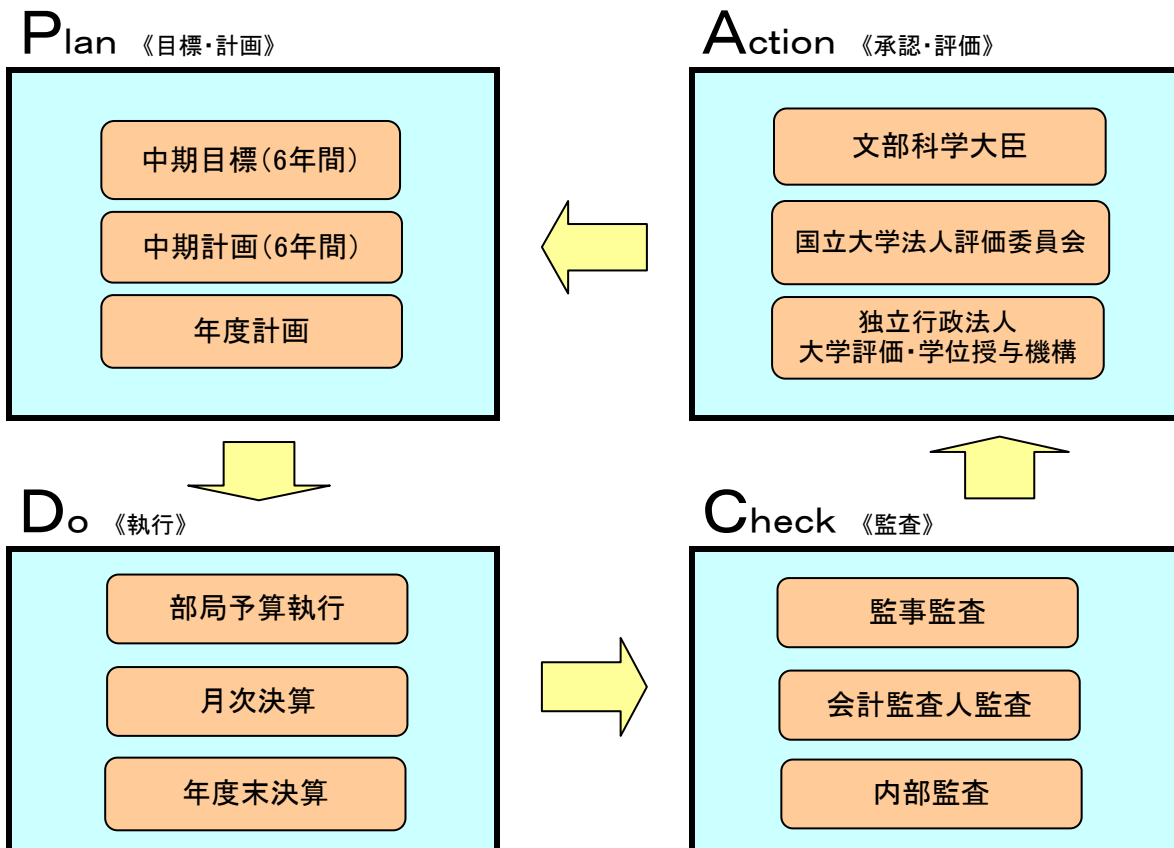 Plan 《目標・計画》
中期目標(6年間)
中期計画(6年間)
年度計画
Action 《承認・評価》
文部科学大臣
国立大学法人評価委員会
独立行政法人
大学評価・学位授与機構
Do 《執行》
部局予算執行
月次決算
年度末決算
Check 《監査》
監事監査
会計監査人監査
内部監査